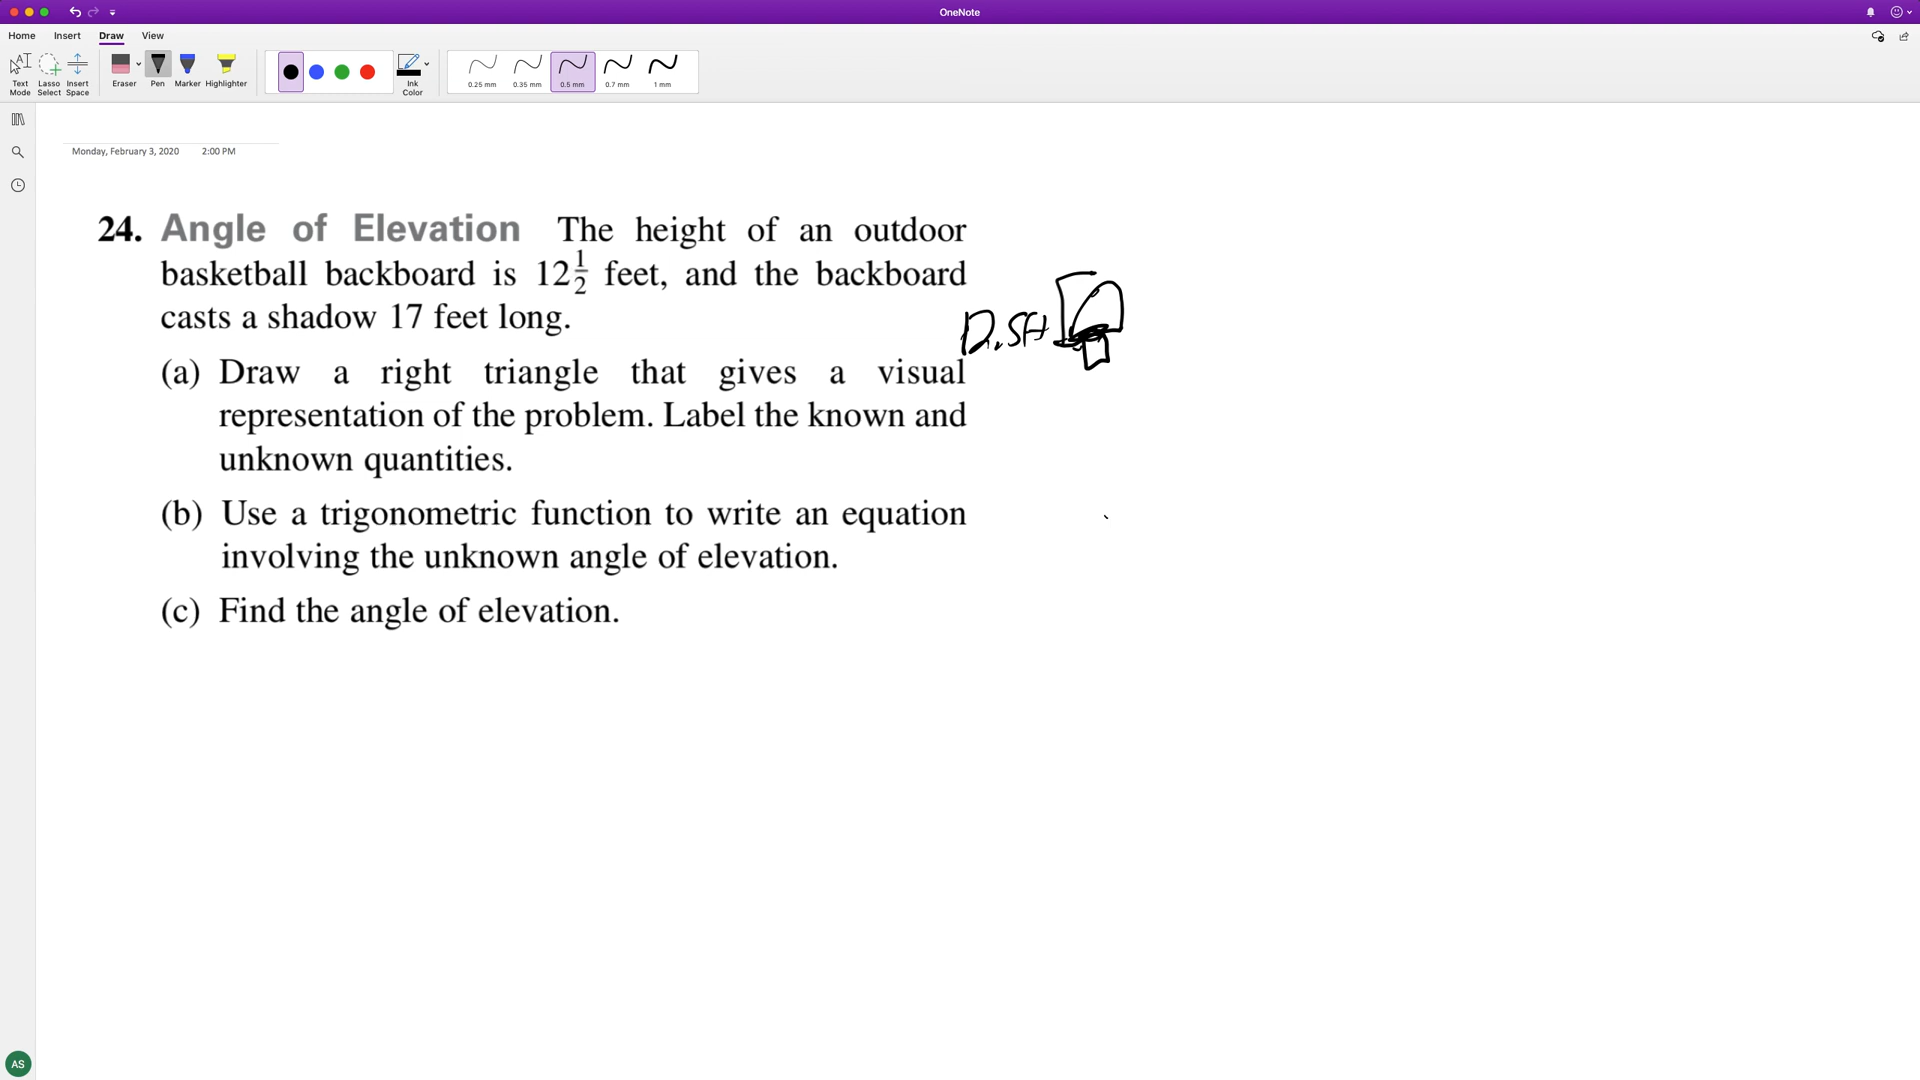 OneNote
Home Insert Draw View
Text Mode
Lasso Select
Insert Space
Eraser
Pen
Marker
Highlighter
Ink Color
0.25 mm
0.35 mm
0.5 mm
0.7 mm
1 mm
Monday, February 3, 2020 2:00 PM
24. Angle of Elevation The height of an outdoor
basketball backboard is 12 1/2 feet, and the backboard
casts a shadow 17 feet long.
(a) Draw a right triangle that gives a visual
representation of the problem. Label the known and
unknown quantities.
(b) Use a trigonometric function to write an equation
involving the unknown angle of elevation.
(c) Find the angle of elevation.
12.5ft
AS